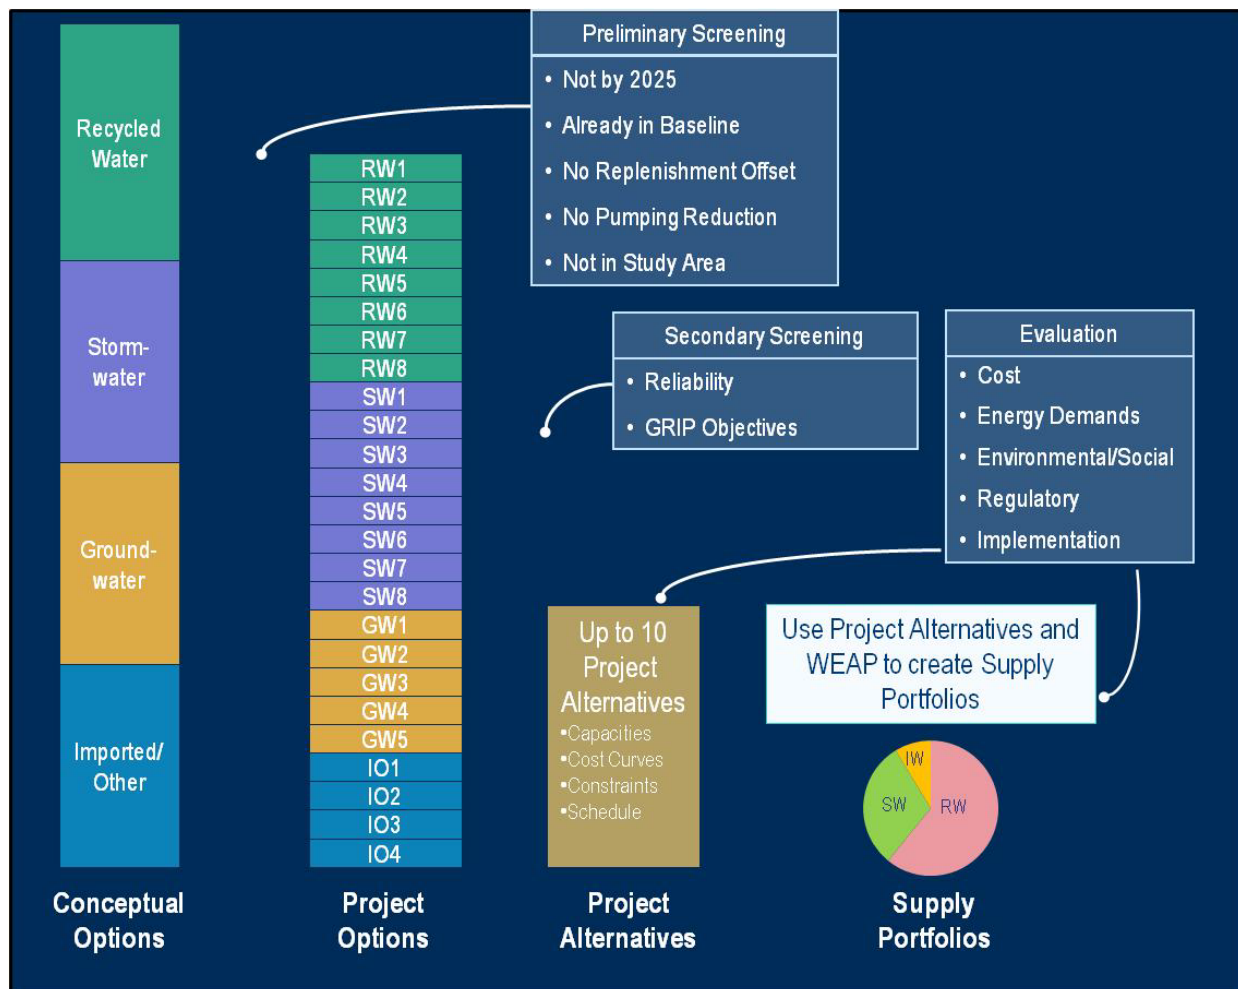 Recycled
Water
Storm-
water
Ground-
water
Imported/
Other
Conceptual
Options
RW1
RW2
RW3
RW4
RW5
RW6
RW7
RW8
SW1
SW2
SW3
SW4
SW5
SW6
SW7
SW8
GW1
GW2
GW3
GW4
GW5
IO1
IO2
IO3
IO4
Project
Options
Preliminary Screening
• Not by 2025
• Already in Baseline
• No Replenishment Offset
• No Pumping Reduction
• Not in Study Area
Secondary Screening
• Reliability
• GRIP Objectives
Evaluation
• Cost
• Energy Demands
• Environmental/Social
• Regulatory
• Implementation
Up to 10
Project
Alternatives
•Capacities
•Cost Curves
•Constraints
•Schedule
Project
Alternatives
Use Project Alternatives and
WEAP to create Supply
Portfolios
IW
SW
RW
Supply
Portfolios